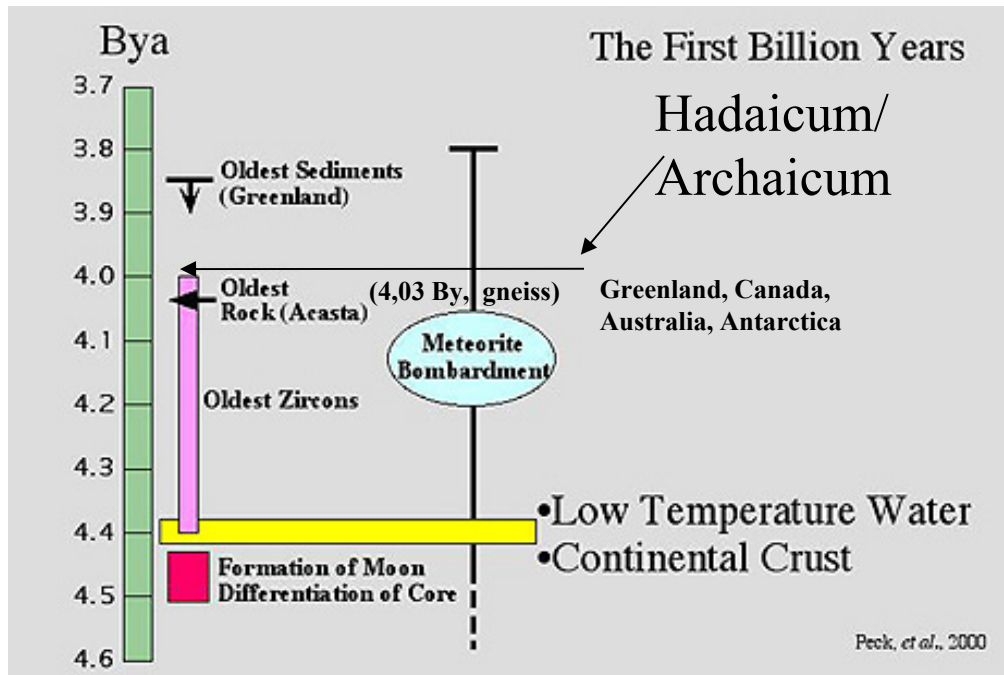 Bya
The First Billion Years
Hadaicum/
Archaicum
3.7
3.8
3.9
4.0
4.1
4.2
4.3
4.4
4.5
4.6
Oldest Sediments
(Greenland)
Oldest
Rock (Acasta)
(4,03 By, gneiss)
Greenland, Canada,
Australia, Antarctica
Meteorite
Bombardment
Oldest Zircons
•Low Temperature Water
•Continental Crust
Formation of Moon
Differentiation of Core
Peck, et al., 2000